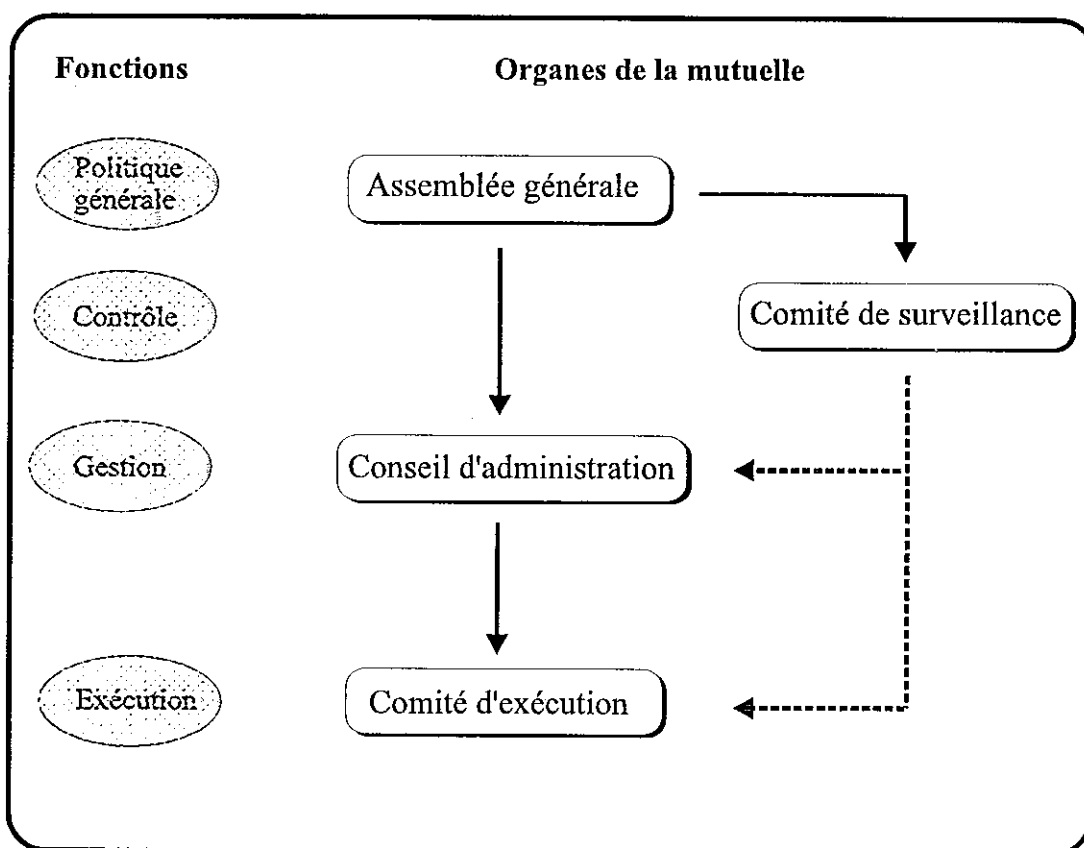 Fonctions
Organes de la mutuelle
Politique
générale
Assemblée générale
Contrôle
Comité de surveillance
Gestion
Conseil d'administration
Exécution
Comité d'exécution